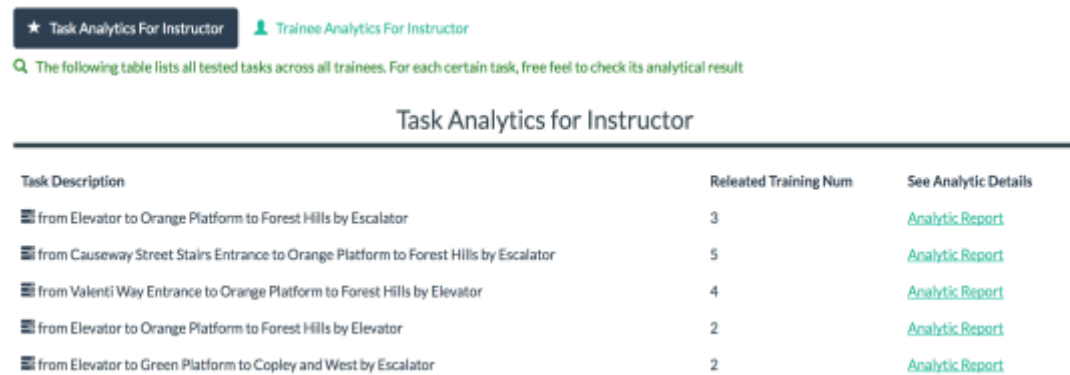 Task Analytics For Instructor Trainee Analytics For Instructor
The following table lists all tested tasks across all trainees. For each certain task, free feel to check its analytical result
Task Analytics for Instructor
Task Description Releated Training Num See Analytic Details
from Elevator to Orange Platform to Forest Hills by Escalator 3 Analytic Report
from Causeway Street Stairs Entrance to Orange Platform to Forest Hills by Escalator 5 Analytic Report
from Valenti Way Entrance to Orange Platform to Forest Hills by Elevator 4 Analytic Report
from Elevator to Orange Platform to Forest Hills by Elevator 2 Analytic Report
from Elevator to Green Platform to Copley and West by Escalator 2 Analytic Report